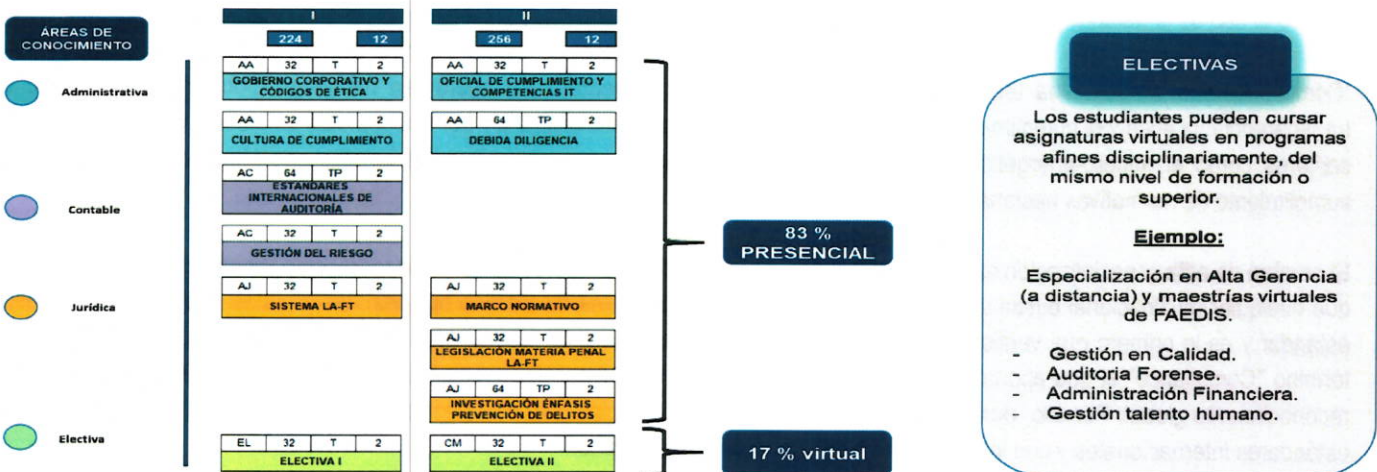 ÁREAS DE
CONOCIMIENTO
Administrativa
Contable
Jurídica
Electiva
I
224 12
AA 32 T 2
GOBIERNO CORPORATIVO Y
CÓDIGOS DE ÉTICA
AA 32 T 2
CULTURA DE CUMPLIMIENTO
AC 64 TP 2
ESTANDARES
INTERNACIONALES DE
AUDITORÍA
AC 32 T 2
GESTIÓN DEL RIESGO
AJ 32 T 2
SISTEMA LA-FT
EL 32 T 2
ELECTIVA I
II
256 12
AA 32 T 2
OFICIAL DE CUMPLIMIENTO Y
COMPETENCIAS IT
AA 64 TP 2
DEBIDA DILIGENCIA
AJ 32 T 2
MARCO NORMATIVO
AJ 32 T 2
LEGISLACIÓN MATERIA PENAL
LA-FT
AJ 64 TP 2
INVESTIGACIÓN ÉNFASIS
PREVENCIÓN DE DELITOS
CM 32 T 2
ELECTIVA II
83 %
PRESENCIAL
17 % virtual
ELECTIVAS
Los estudiantes pueden cursar
asignaturas virtuales en programas
afines disciplinariamente, del
mismo nivel de formación o
superior.
Ejemplo:
Especialización en Alta Gerencia
(a distancia) y maestrías virtuales
de FAEDIS.
- Gestión en Calidad.
- Auditoria Forense.
- Administración Financiera.
- Gestión talento humano.